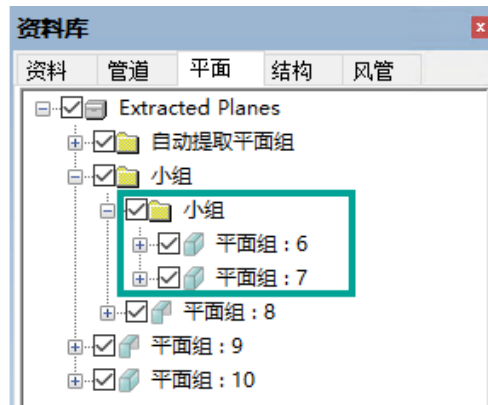 资料库
资料 管道 平面 结构 风管
Extracted Planes
自动提取平面组
小组
小组
平面组 : 6
平面组 : 7
平面组 : 8
平面组 : 9
平面组 : 10